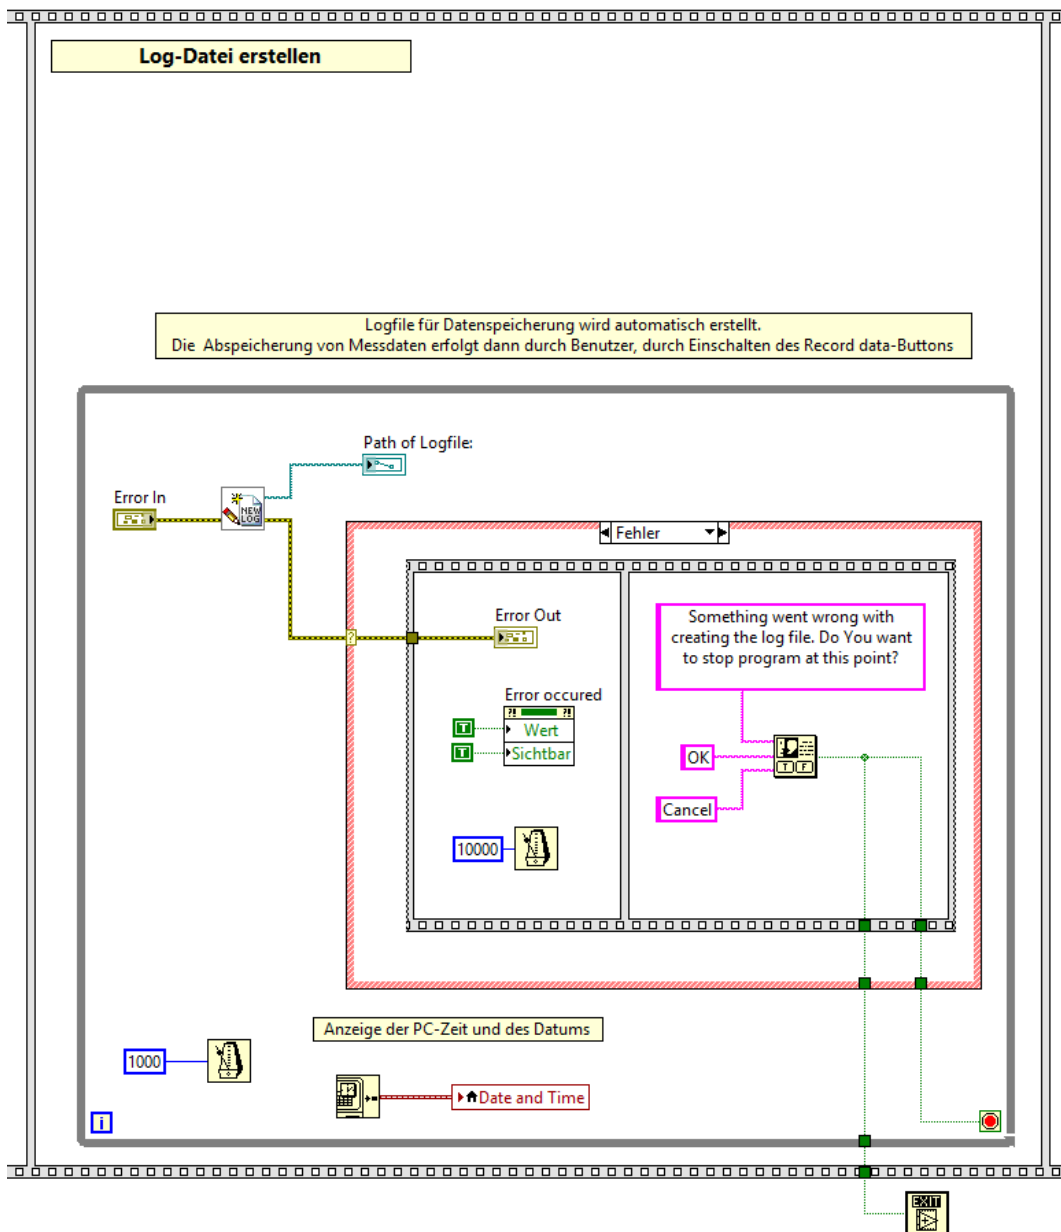 Log-Datei erstellen
Logfile für Datenspeicherung wird automatisch erstellt.
Die Abspeicherung von Messdaten erfolgt dann durch Benutzer, durch Einschalten des Record data-Buttons
Path of Logfile:
Error In
NEW
LOG
Fehler
?
Error Out
Error occured
?! ?!
T
Wert
T
Sichtbar
10000
Something went wrong with
creating the log file. Do You want
to stop program at this point?
OK
T F
Cancel
Anzeige der PC-Zeit und des Datums
1000
Date and Time
i
EXIT